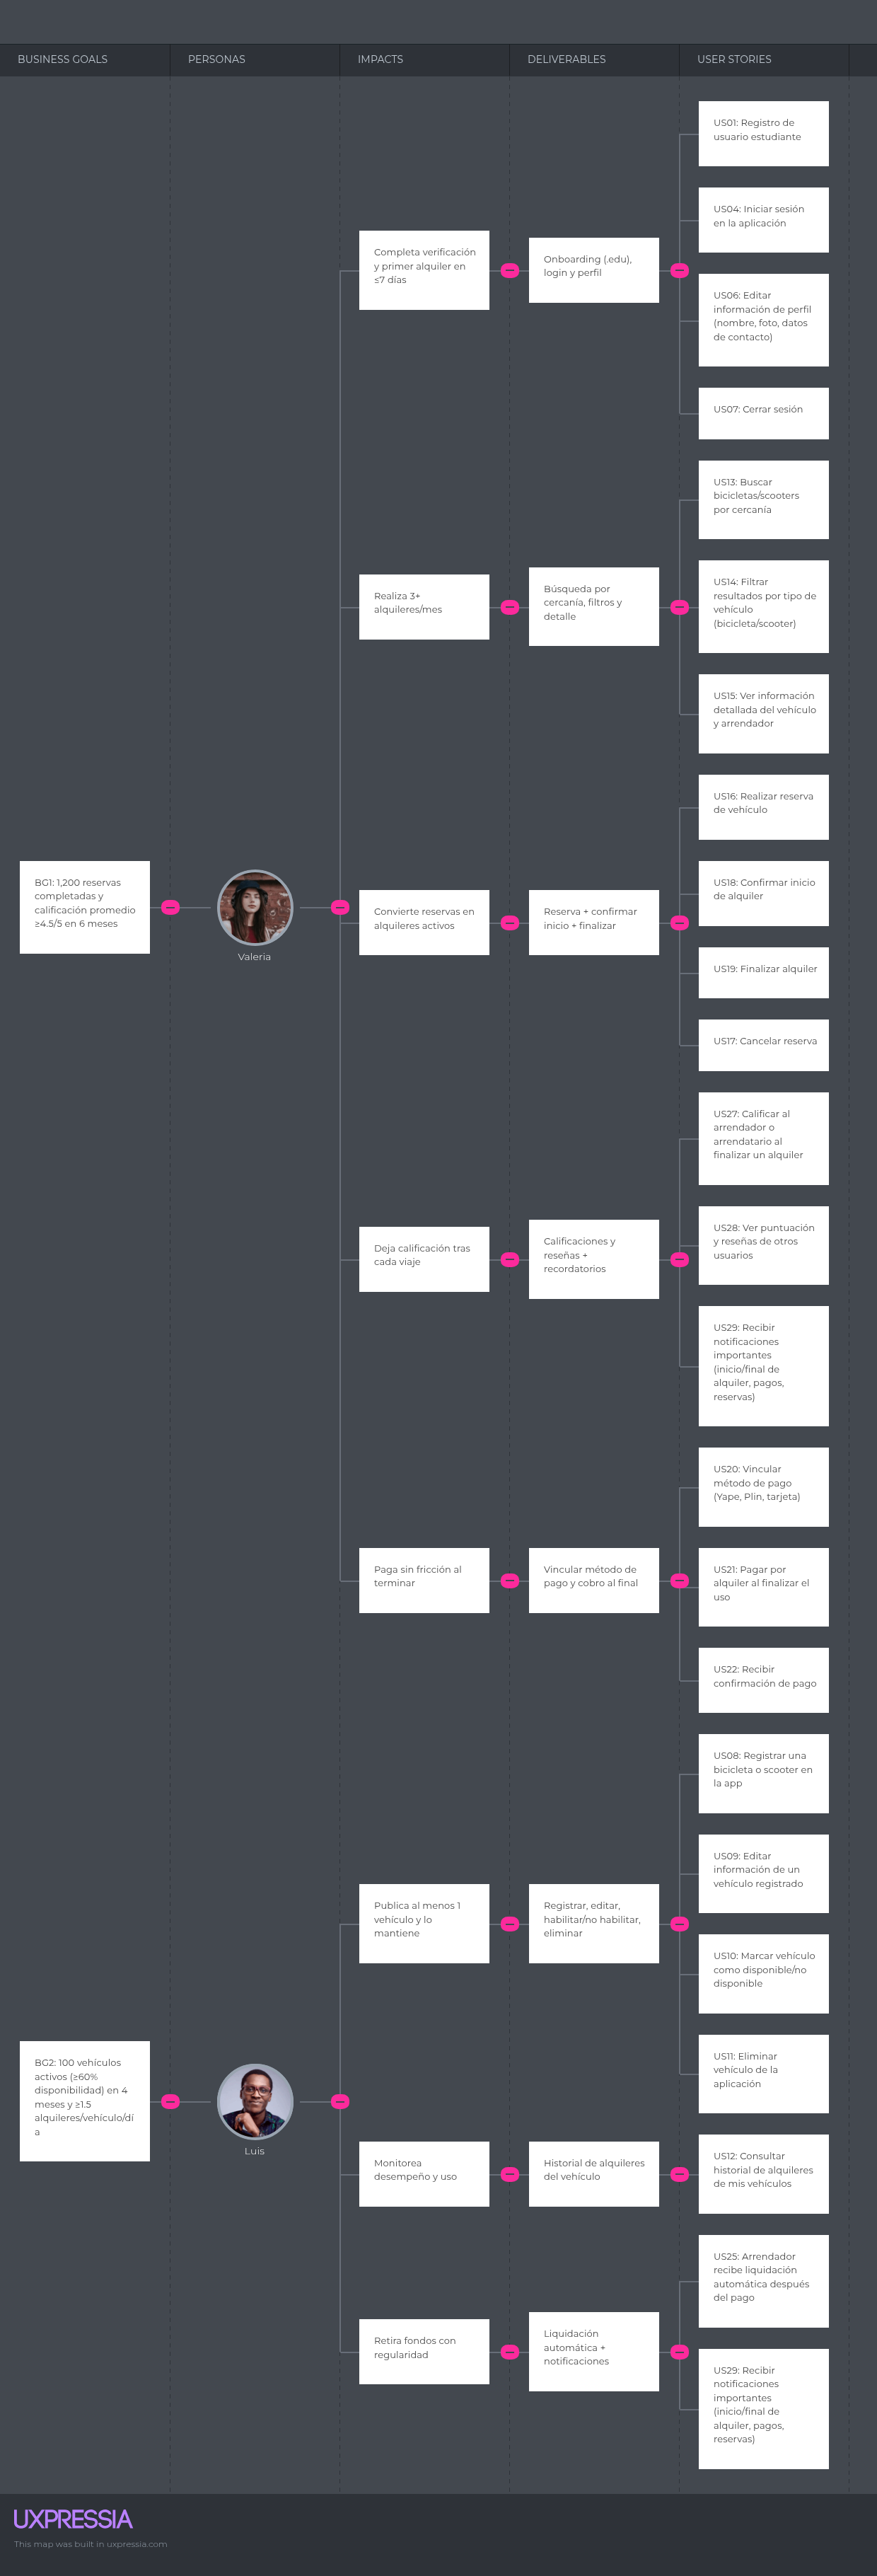 BUSINESS GOALS
PERSONAS
IMPACTS
DELIVERABLES
USER STORIES
BG1: 1,200 reservas
completadas y
calificación promedio
≥4.5/5 en 6 meses
Valeria
Completa verificación
y primer alquiler en
≤7 días
Onboarding (.edu),
login y perfil
US01: Registro de
usuario estudiante
US04: Iniciar sesión
en la aplicación
US06: Editar
información de perfil
(nombre, foto, datos
de contacto)
US07: Cerrar sesión
Realiza 3+
alquileres/mes
Búsqueda por
cercanía, filtros y
detalle
US13: Buscar
bicicletas/scooters
por cercanía
US14: Filtrar
resultados por tipo de
vehículo
(bicicleta/scooter)
US15: Ver información
detallada del vehículo
y arrendador
Convierte reservas en
alquileres activos
Reserva + confirmar
inicio + finalizar
US16: Realizar reserva
de vehículo
US18: Confirmar inicio
de alquiler
US19: Finalizar alquiler
US17: Cancelar reserva
Deja calificación tras
cada viaje
Calificaciones y
reseñas +
recordatorios
US27: Calificar al
arrendador o
arrendatario al
finalizar un alquiler
US28: Ver puntuación
y reseñas de otros
usuarios
US29: Recibir
notificaciones
importantes
(inicio/final de
alquiler, pagos,
reservas)
Paga sin fricción al
terminar
Vincular método de
pago y cobro al final
US20: Vincular
método de pago
(Yape, Plin, tarjeta)
US21: Pagar por
alquiler al finalizar el
uso
US22: Recibir
confirmación de pago
BG2: 100 vehículos
activos (≥60%
disponibilidad) en 4
meses y ≥1.5
alquileres/vehículo/dí
a
Luis
Publica al menos 1
vehículo y lo
mantiene
Registrar, editar,
habilitar/no habilitar,
eliminar
US08: Registrar una
bicicleta o scooter en
la app
US09: Editar
información de un
vehículo registrado
US10: Marcar vehículo
como disponible/no
disponible
US11: Eliminar
vehículo de la
aplicación
Monitorea
desempeño y uso
Historial de alquileres
del vehículo
US12: Consultar
historial de alquileres
de mis vehículos
Retira fondos con
regularidad
Liquidación
automática +
notificaciones
US25: Arrendador
recibe liquidación
automática después
del pago
US29: Recibir
notificaciones
importantes
(inicio/final de
alquiler, pagos,
reservas)
UXPRESSIA
This map was built in uxpressia.com